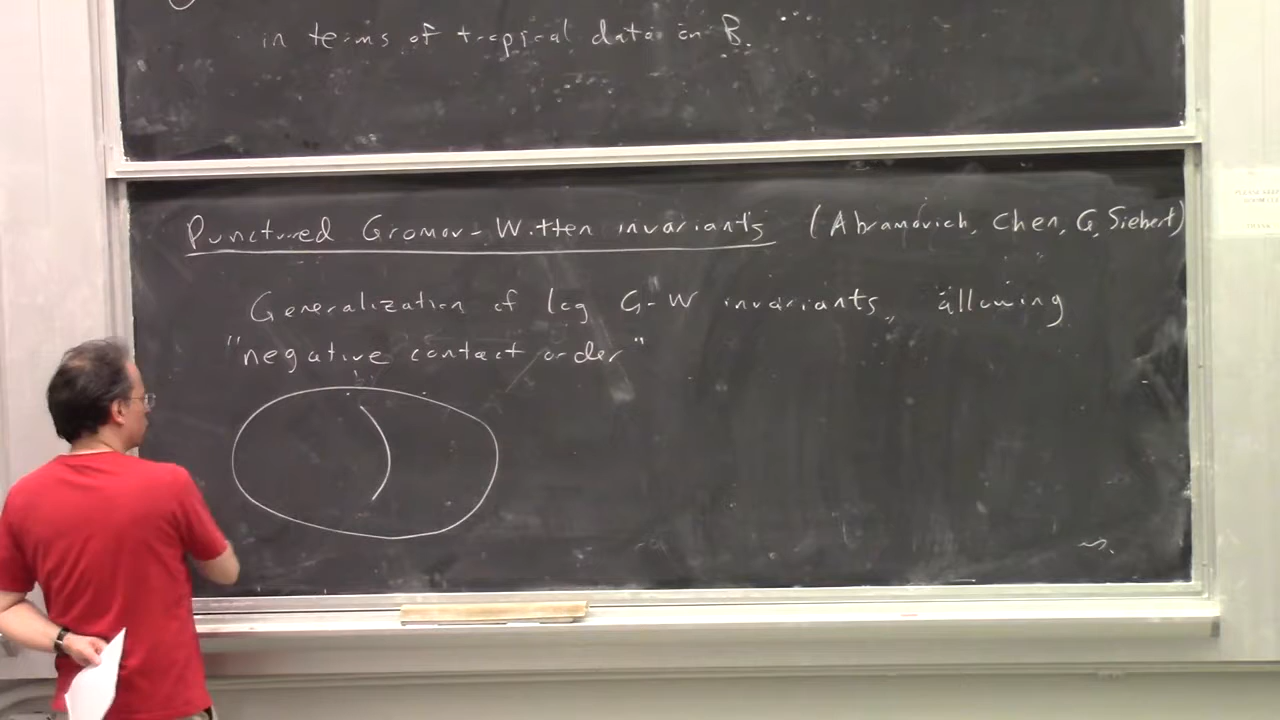 in terms of tropical data on B.
Punctured Gromov-Witten invariants (Abramovich, Chen, G, Siebert)
Generalization of log G-W invariants, allowing
"negative contact order"